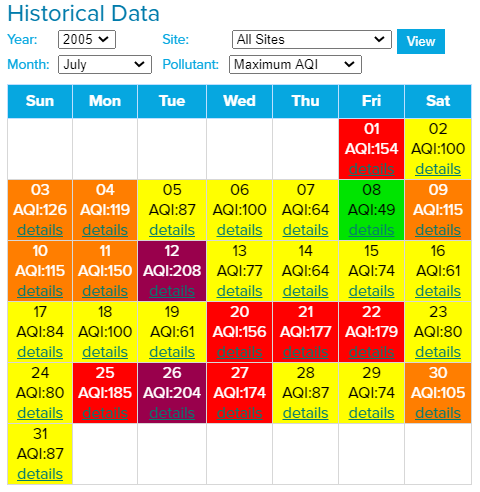 Historical Data
Year: 2005 Site: All Sites View
Month: July Pollutant: Maximum AQI
Sun Mon Tue Wed Thu Fri Sat
01 02
AQI:154 AQI:100
details details
03 04 05 06 07 08 09
AQI:126 AQI:119 AQI:87 AQI:100 AQI:64 AQI:49 AQI:115
details details details details details details details
10 11 12 13 14 15 16
AQI:115 AQI:150 AQI:208 AQI:77 AQI:64 AQI:74 AQI:61
details details details details details details details
17 18 19 20 21 22 23
AQI:84 AQI:100 AQI:61 AQI:156 AQI:177 AQI:179 AQI:80
details details details details details details details
24 25 26 27 28 29 30
AQI:80 AQI:185 AQI:204 AQI:174 AQI:87 AQI:74 AQI:105
details details details details details details details
31
AQI:87
details